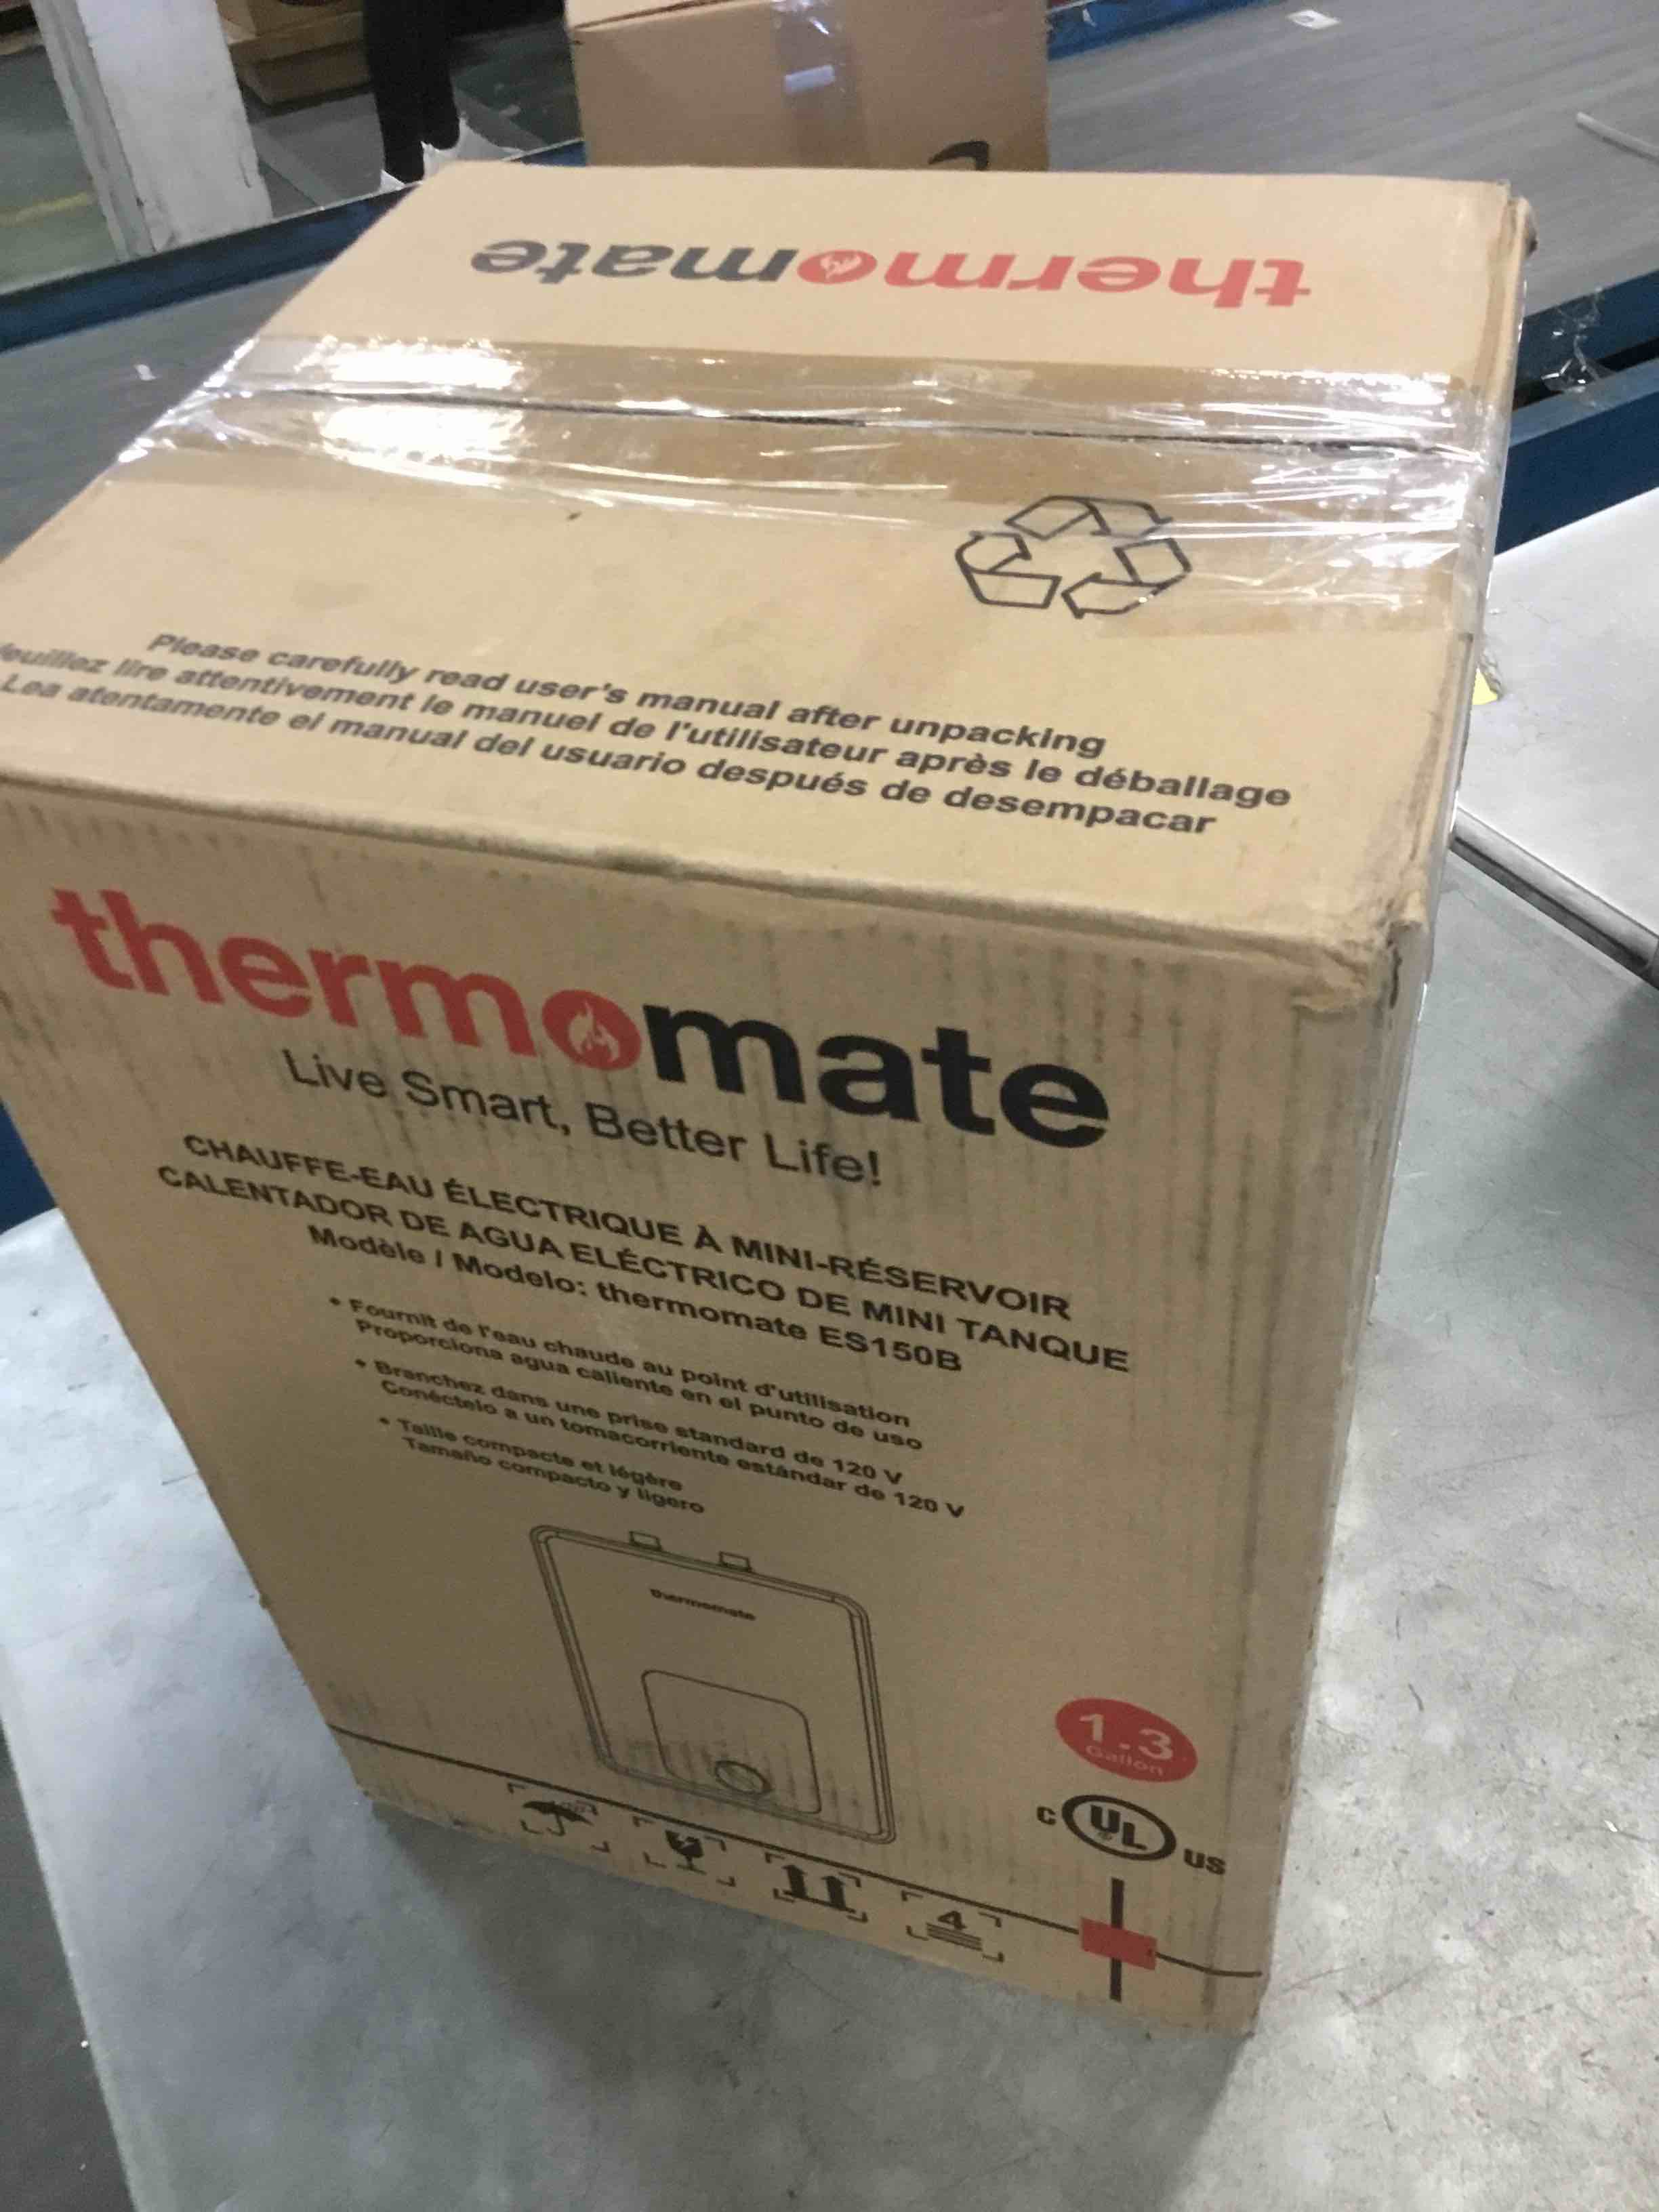 thermomate
Please carefully read user's manual after unpacking
euillez lire attentivement le manuel de l'utilisateur après le déballage
Lea atentamente el manual del usuario después de desempacar
thermomate
Live Smart, Better Life!
CHAUFFE-EAU ÉLECTRIQUE À MINI-RÉSERVOIR
CALENTADOR DE AGUA ELÉCTRICO DE MINI TANQUE
Modèle / Modelo: thermomate ES150B
• Fournit de l'eau chaude au point d'utilisation
Proporciona agua caliente en el punto de uso
• Branchez dans une prise standard de 120 V
Conéctelo a un tomacorriente estándar de 120 V
• Taille compacte et légère
Tamaño compacto y ligero
thermomate
1.3
Gallon
C UL US
4